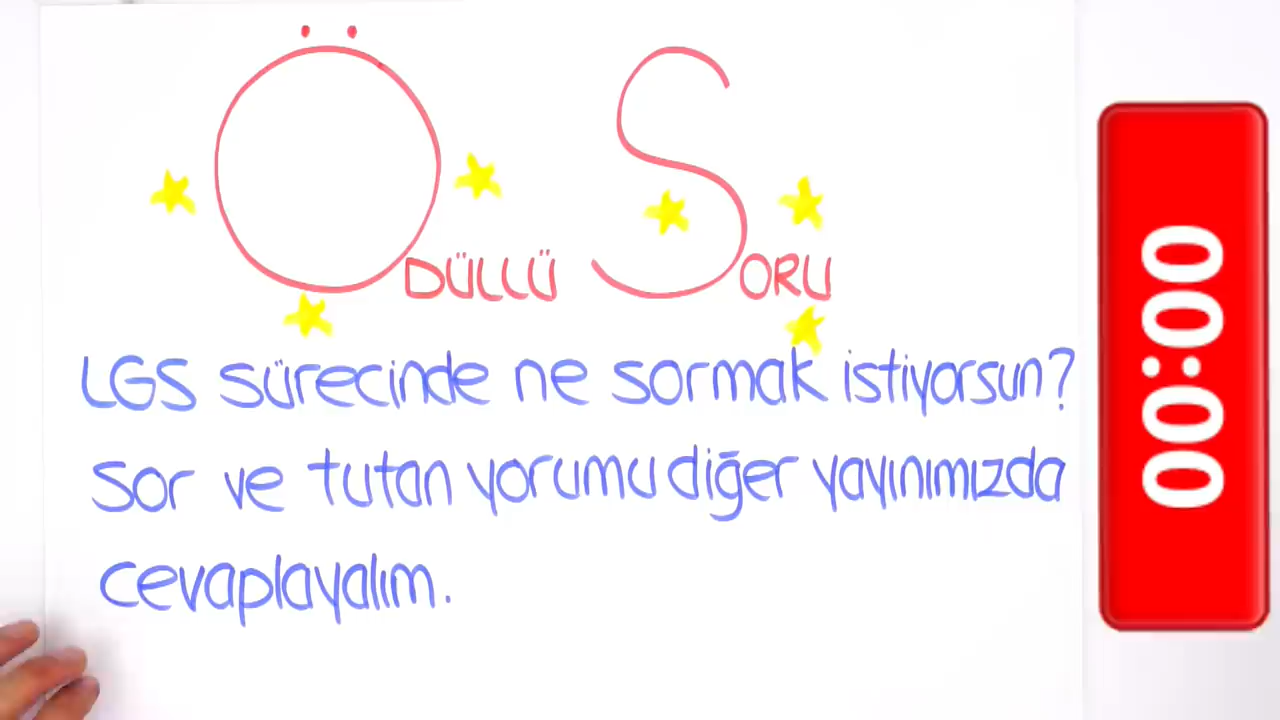 ÖDÜLLÜ SORU
LGS sürecinde ne sormak istiyorsun?
Sor ve tutan yorumu diğer yayınımızda
cevaplayalım.
00:00